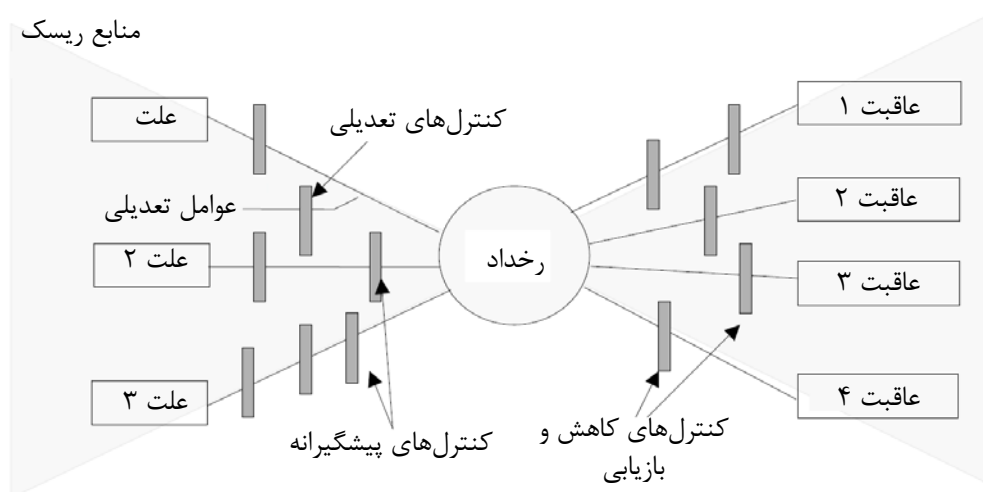 منابع ریسک
علت
کنترل‌های تعدیلی
عوامل تعدیلی
علت ۲
علت ۳
کنترل‌های پیشگیرانه
رخداد
عاقبت ۱
عاقبت ۲
عاقبت ۳
عاقبت ۴
کنترل‌های کاهش و
بازیابی